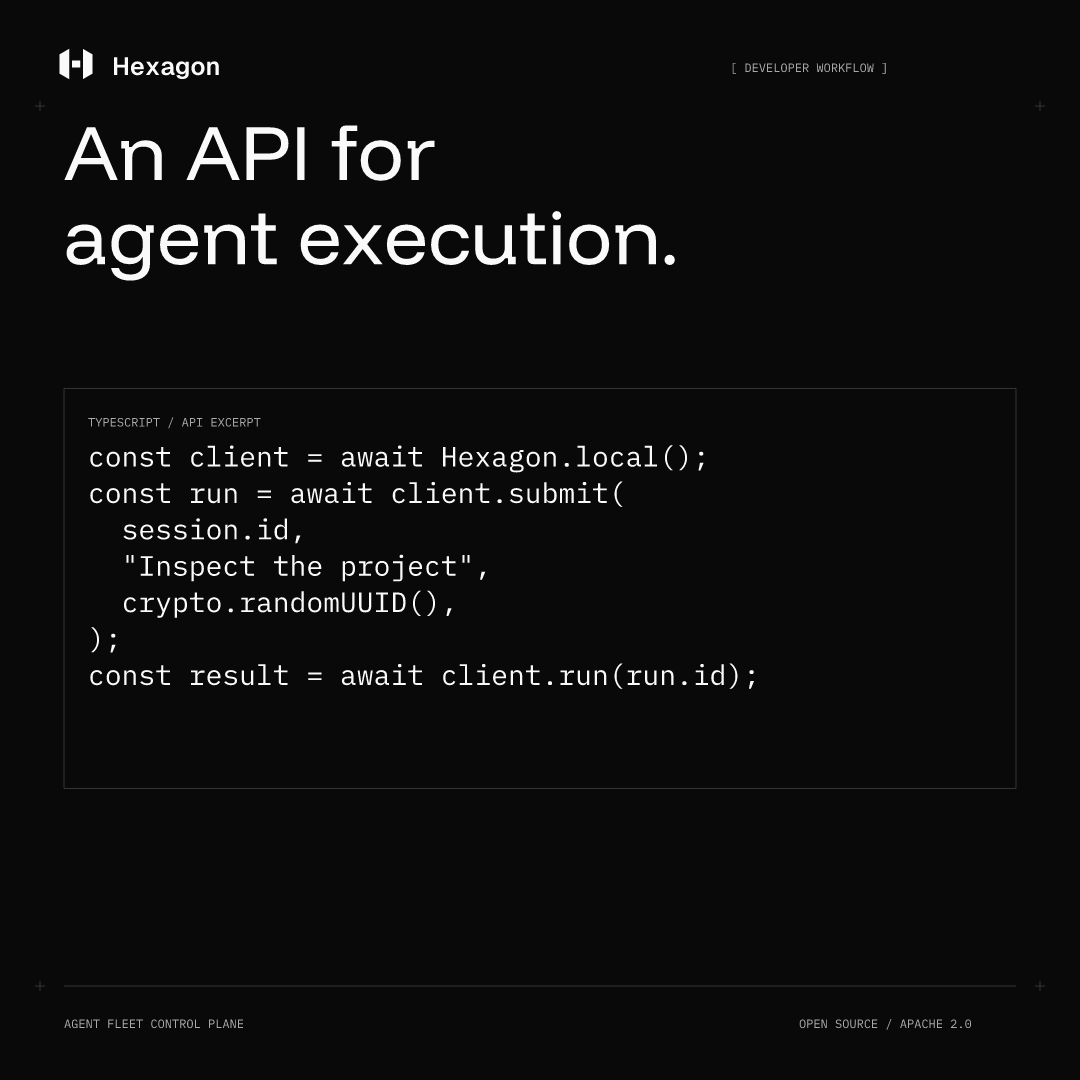 Hexagon
[ DEVELOPER WORKFLOW ]
An API for
agent execution.
TYPESCRIPT / API EXCERPT
const client = await Hexagon.local();
const run = await client.submit(
  session.id,
  "Inspect the project",
  crypto.randomUUID(),
);
const result = await client.run(run.id);
AGENT FLEET CONTROL PLANE
OPEN SOURCE / APACHE 2.0